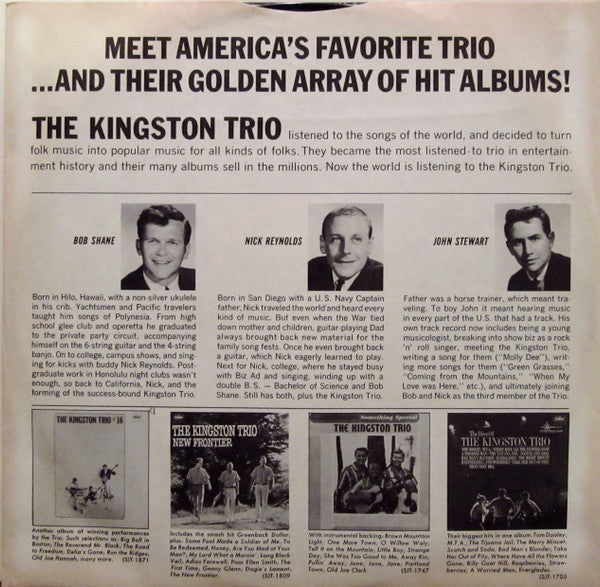 MEET AMERICA'S FAVORITE TRIO
...AND THEIR GOLDEN ARRAY OF HIT ALBUMS!
THE KINGSTON TRIO listened to the songs of the world, and decided to turn
folk music into popular music for all kinds of folks. They became the most listened-to trio in entertain-
ment history and their many albums sell in the millions. Now the world is listening to the Kingston Trio.
BOB SHANE
Born in Hilo, Hawaii, with a non-silver ukulele
in his crib. Yachtsmen and Pacific travelers
taught him songs of Polynesia. From high
school glee club and operetta he graduated
to the private party circuit, accompanying
himself on the 6-string guitar and the 4-string
banjo. On to college, campus shows, and sing-
ing for kicks with buddy Nick Reynolds. Post-
graduate work in Honolulu night clubs wasn't
enough, so back to California, Nick, and the
forming of the success-bound Kingston Trio.
NICK REYNOLDS
Born in San Diego with a U. S. Navy Captain
father, Nick traveled the world and heard every
kind of music. But even when the War tied
down mother and children, guitar-playing Dad
always brought back new material for the
family song fests. Once he even brought back
a guitar, which Nick eagerly learned to play.
Next for Nick, college, where he stayed busy
with Biz Ad and singing, winding up with a
double B. S. — Bachelor of Science and Bob
Shane. Still has both, plus the Kingston Trio.
JOHN STEWART
Father was a horse trainer, which meant tra-
veling. To boy John it meant hearing music
in every part of the U.S. that had a track. His
own track record now includes being a young
musicologist, breaking into show biz as a rock
'n' roll singer, meeting the Kingston Trio,
writing a song for them ("Molly Dee"), writ-
ing more songs for them ("Green Grasses,"
"Coming from the Mountains," "When My
Love was Here," etc.), and ultimately joining
Bob and Nick as the third member of the Trio.
THE KINGSTON TRIO #16
Another album of winning performances
by the Trio. Such selections as: Big Ball in
Boston, The Reverend Mr. Black, The Road
to Freedom, Delia's Gone, Run the Ridges,
Old Joe Hannah, many more. (S)T-1871
THE KINGSTON TRIO
NEW FRONTIER
Includes the smash hit Greenback Dollar,
plus: Some Fool Made a Soldier of Me, To
Be Redeemed, Honey, Are You Mad at Your
Man?, My Lord What a Mornin', Long Black
Veil, Adios Farewell, Poor Ellen Smith, The
First Time, Genny Glenn, Dogie's Lament,
The New Frontier. (S)T-1809
Something Special
THE KINGSTON TRIO
With instrumental backing. Brown Mountain
Light, One More Town, O Willow Waly,
Tell It on the Mountain, Little Boy, Strange
Day, She Was Too Good to Me, Away Rio,
Pullin' Away, Jane, Jane, Jane, Portland
Town, Old Joe Clark. (S)T-1747
The Best Of
THE KINGSTON TRIO
Their biggest hits in one album. Tom Dooley,
M.T.A., The Tijuana Jail, The Merry Minuet,
Scotch and Soda, Bad Man's Blunder, Take
Her Out of Pity, Where Have All the Flowers
Gone, Billy Goat Hill, Raspberries, Straw-
berries, A Worried Man, Everglades.
(S)T-1705